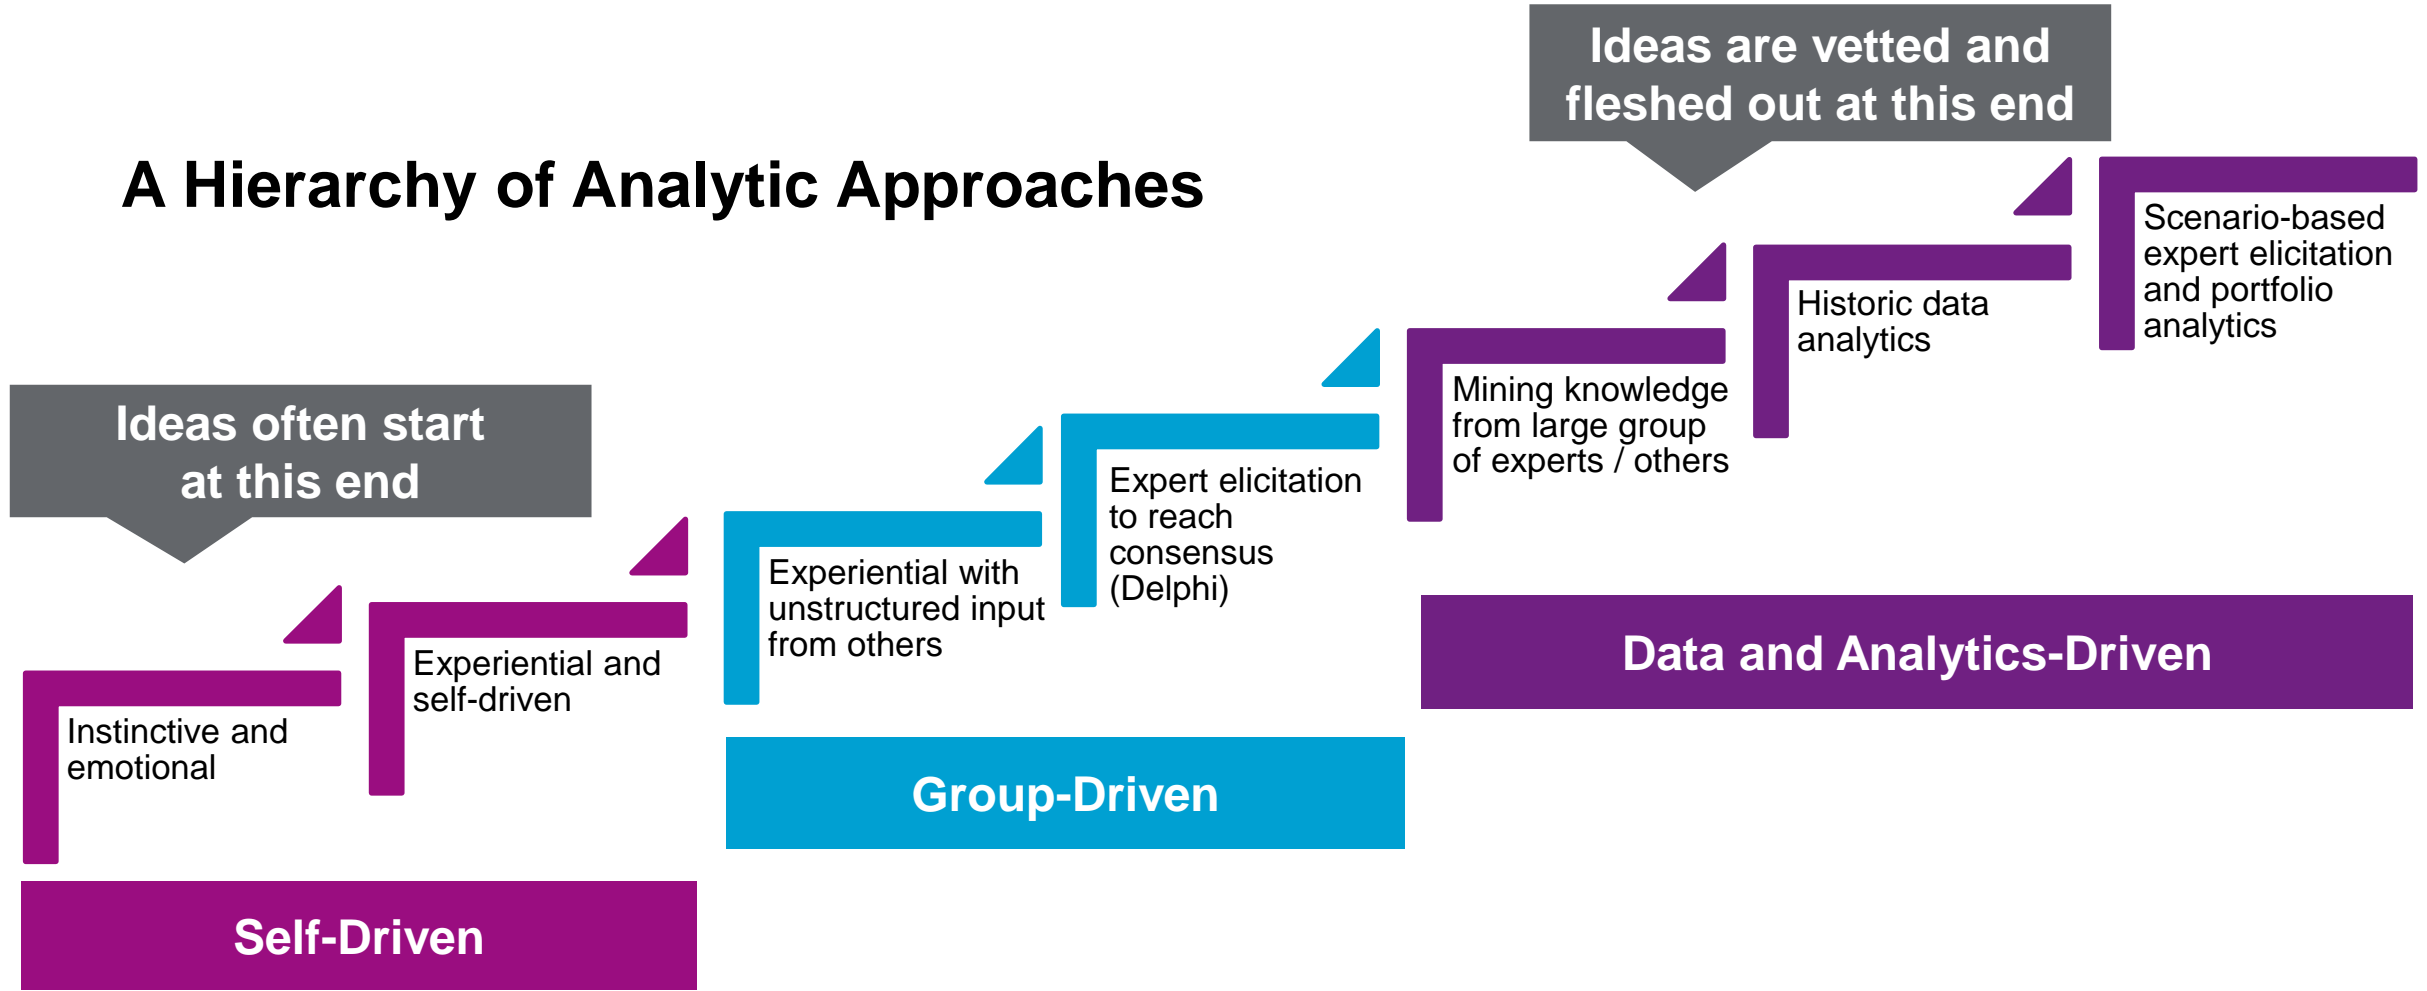 A Hierarchy of Analytic Approaches
Ideas often start
at this end
Ideas are vetted and
fleshed out at this end
Instinctive and
emotional
Experiential and
self-driven
Experiential with
unstructured input
from others
Expert elicitation
to reach
consensus
(Delphi)
Mining knowledge
from large group
of experts / others
Historic data
analytics
Scenario-based
expert elicitation
and portfolio
analytics
Self-Driven
Group-Driven
Data and Analytics-Driven